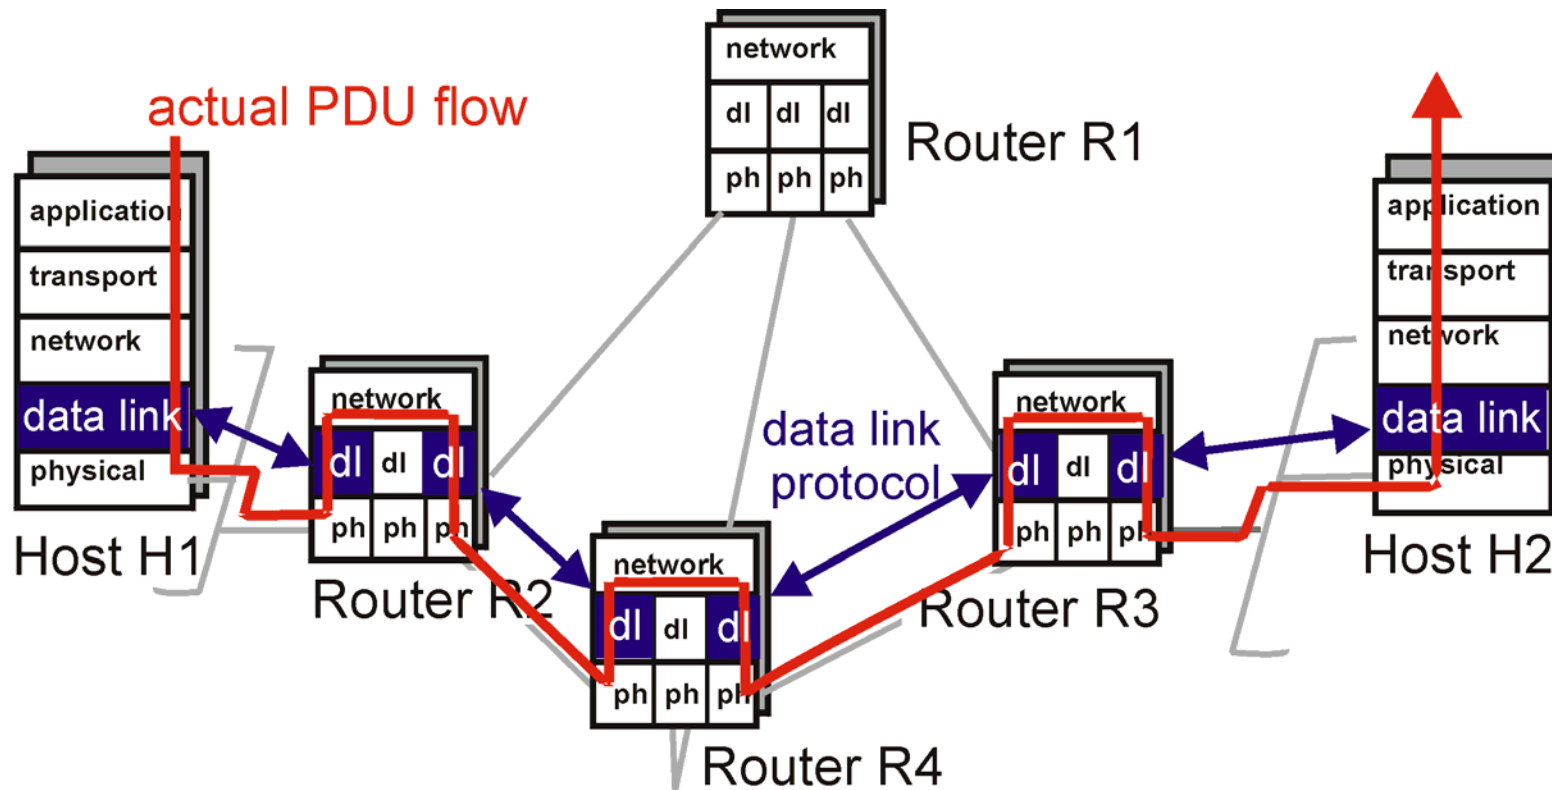 network
dl dl dl
ph ph ph
Router R1
actual PDU flow
application
transport
network
data link
physical
Host H1
network
dl dl dl
ph ph ph
Router R2
data link
protocol
network
dl dl dl
ph ph ph
Router R4
network
dl dl dl
ph ph ph
Router R3
application
transport
network
data link
physical
Host H2